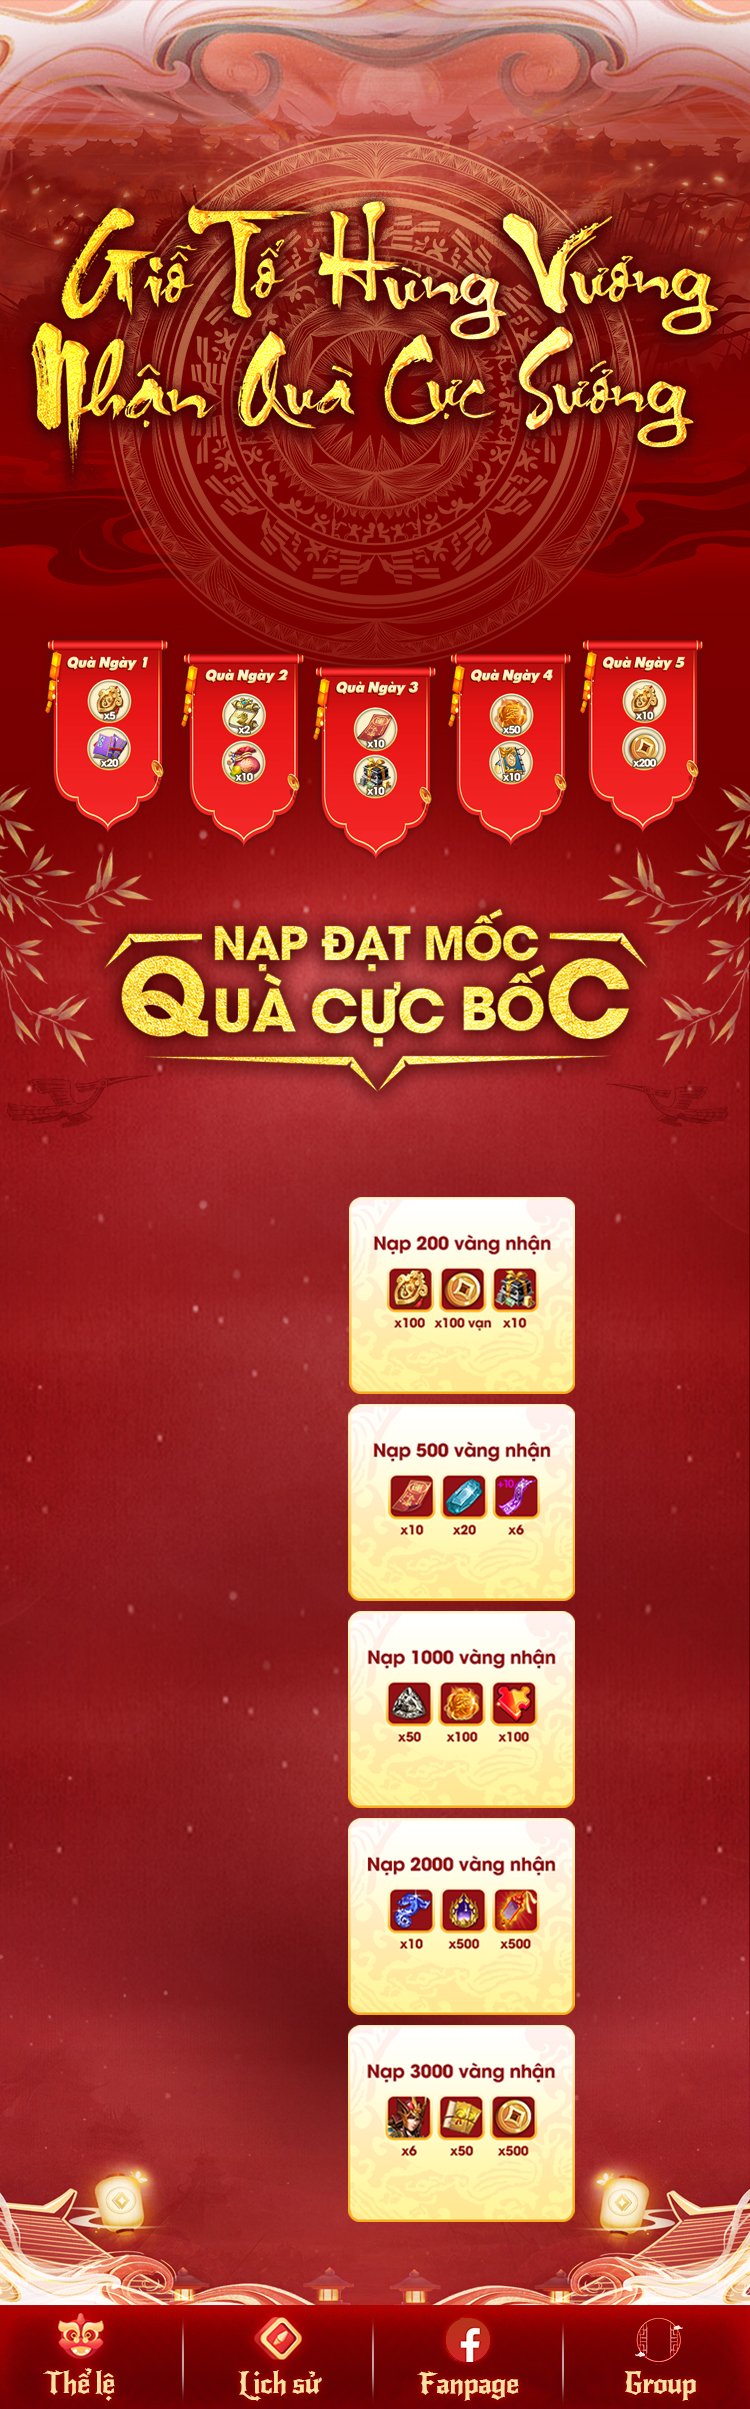 Giỗ Tổ Hùng Vương
Nhận Quà Cực Sướng
Quà Ngày 1
x5
x20
Quà Ngày 2
x2
x10
Quà Ngày 3
x10
x10
Quà Ngày 4
x50
x10
Quà Ngày 5
x10
x200
NẠP ĐẠT MỐC
QUÀ CỰC BỐC
Nạp 200 vàng nhận
x100 x100 vạn x10
Nạp 500 vàng nhận
+10
x10 x20 x6
Nạp 1000 vàng nhận
x50 x100 x100
Nạp 2000 vàng nhận
x10 x500 x500
Nạp 3000 vàng nhận
x6 x50 x500
Thể lệ Lịch sử Fanpage Group